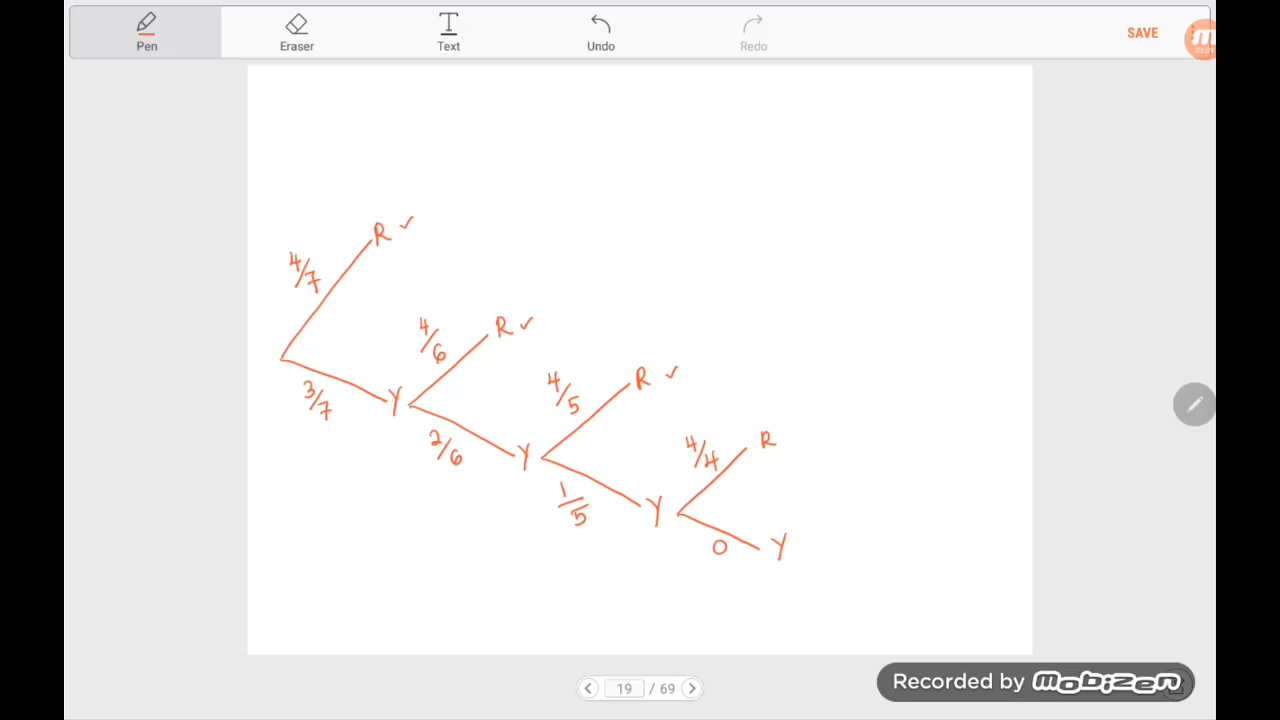 Pen
Eraser
Text
Undo
Redo
SAVE
R ✓
4/7
4/6
R ✓
4/5
R ✓
3/7
Y
2/6
Y
4/4
R
1/5
Y
0
Y
19 / 69
Recorded by Mobizen